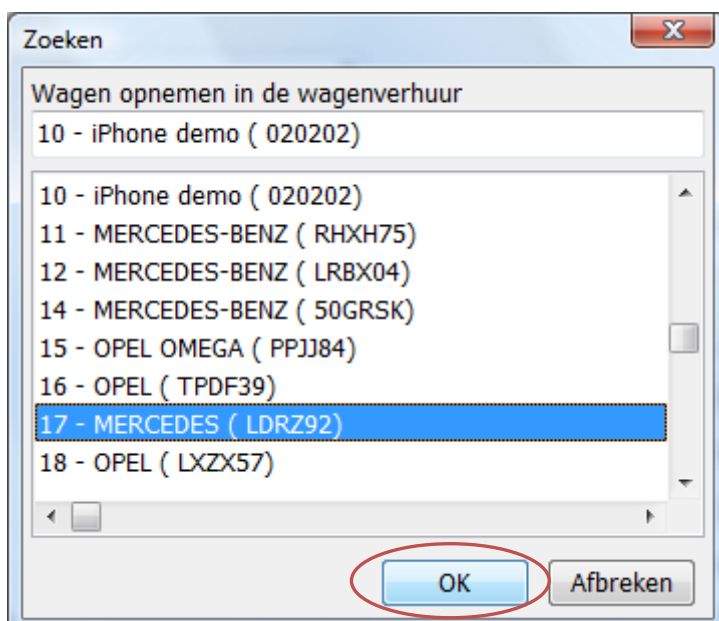 Zoeken
Wagen opnemen in de wagenverhuur
10 - iPhone demo ( 020202)
10 - iPhone demo ( 020202)
11 - MERCEDES-BENZ ( RHXH75)
12 - MERCEDES-BENZ ( LRBX04)
14 - MERCEDES-BENZ ( 50GRSK)
15 - OPEL OMEGA ( PPJJ84)
16 - OPEL ( TPDF39)
17 - MERCEDES ( LDRZ92)
18 - OPEL ( LXZX57)
OK Afbreken